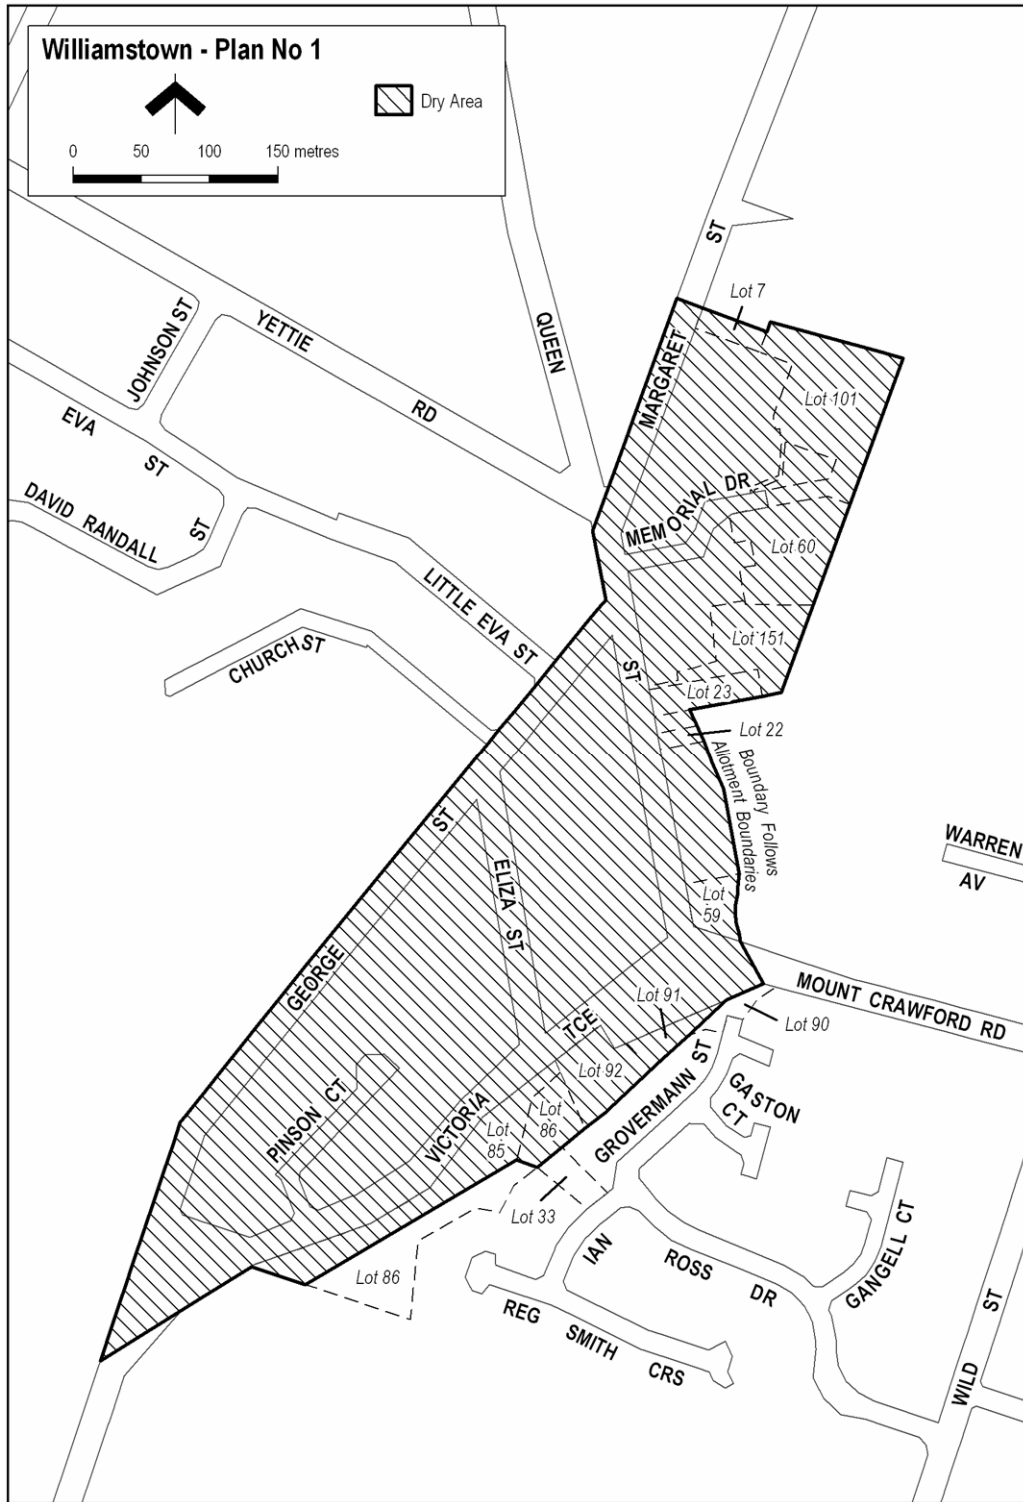 Williamstown - Plan No 1
Dry Area
0 50 100 150 metres
ST
Lot 7
JOHNSON ST
YETTIE
RD
QUEEN
MARGARET
Lot 101
EVA
ST
DAVID RANDALL
ST
MEMORIAL DR
Lot 60
LITTLE EVA ST
CHURCH ST
ST
Lot 151
Lot 23
Lot 22
Boundary Follows
Allotment Boundaries
ST
WARREN
AV
ELIZA ST
Lot
59
GEORGE
MOUNT CRAWFORD RD
Lot 91
TCE
Lot 90
Lot 92
PINSON CT
VICTORIA
Lot
85
Lot
86
GROVERMANN ST
GASTON
CT
Lot 33
IAN
ROSS
DR
GANGELL CT
Lot 86
REG
SMITH
CRS
WILD
ST